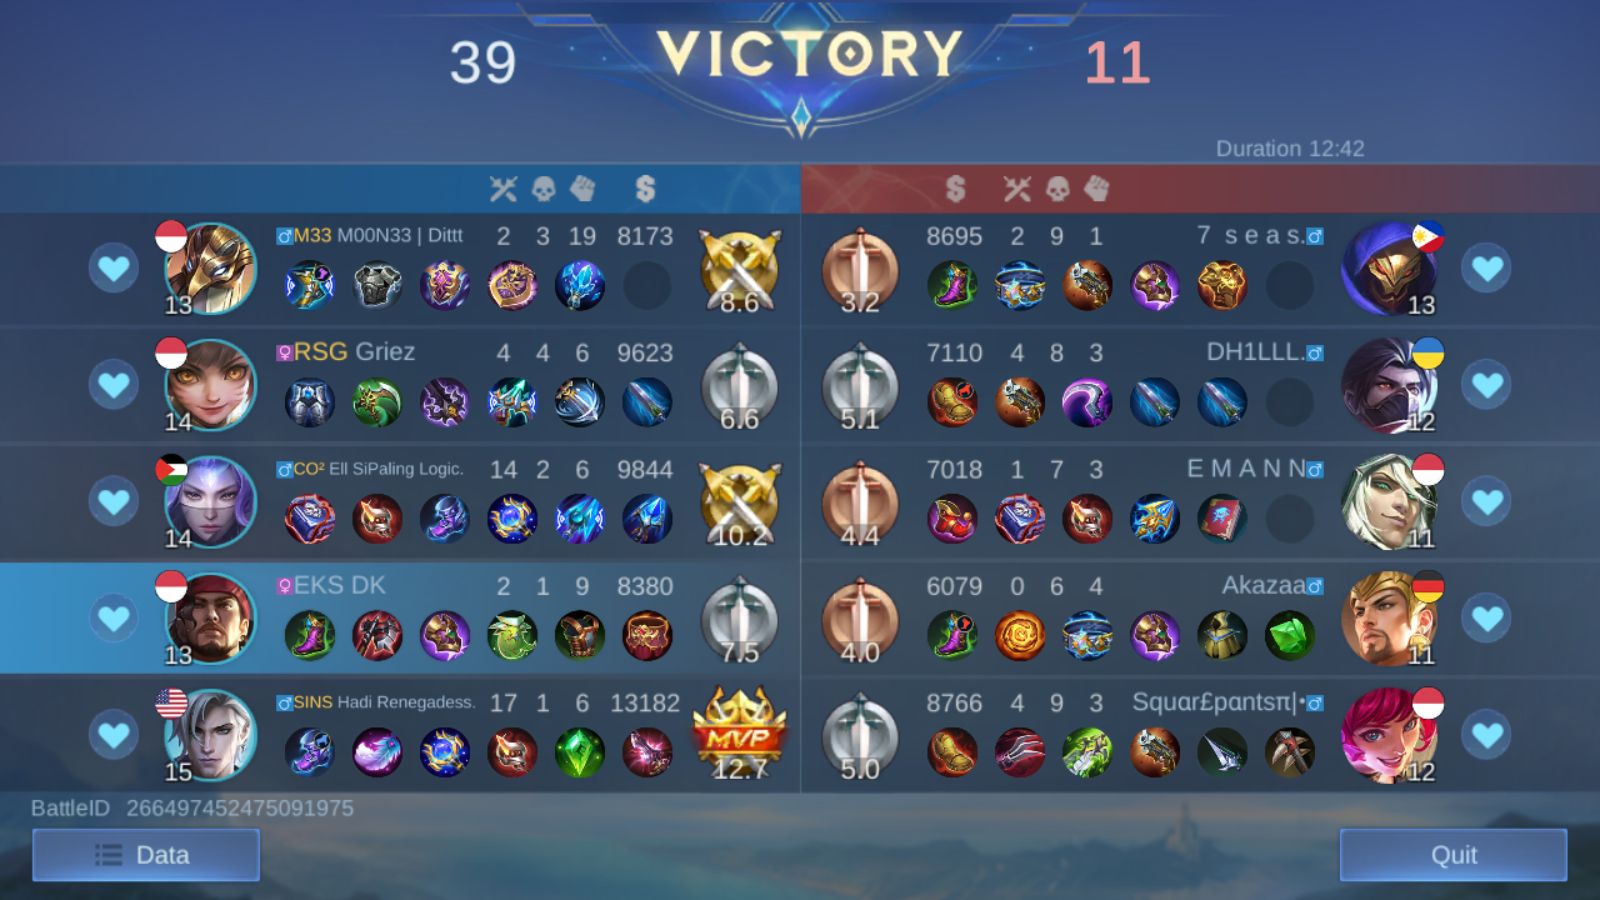 39 VICTORY 11
Duration 12:42
M33 M00N33 | Dittt 2 3 19 8173
13 8.6
3.2 8695 2 9 1 7 s e a s.
13
RSG Griez 4 4 6 9623
14 6.6
5.1 7110 4 8 3 DH1LLL.
12
CO² Ell SiPaling Logic. 14 2 6 9844
14 10.2
4.4 7018 1 7 3 E M A N N
11
EKS DK 2 1 9 8380
13 7.5
4.0 6079 0 6 4 Akazaa
11
SINS Hadi Renegadess. 17 1 6 13182
15 MVP 12.7
5.0 8766 4 9 3 Squɑr£pɑntsπ|•
12
BattleID 266497452475091975
Data
Quit